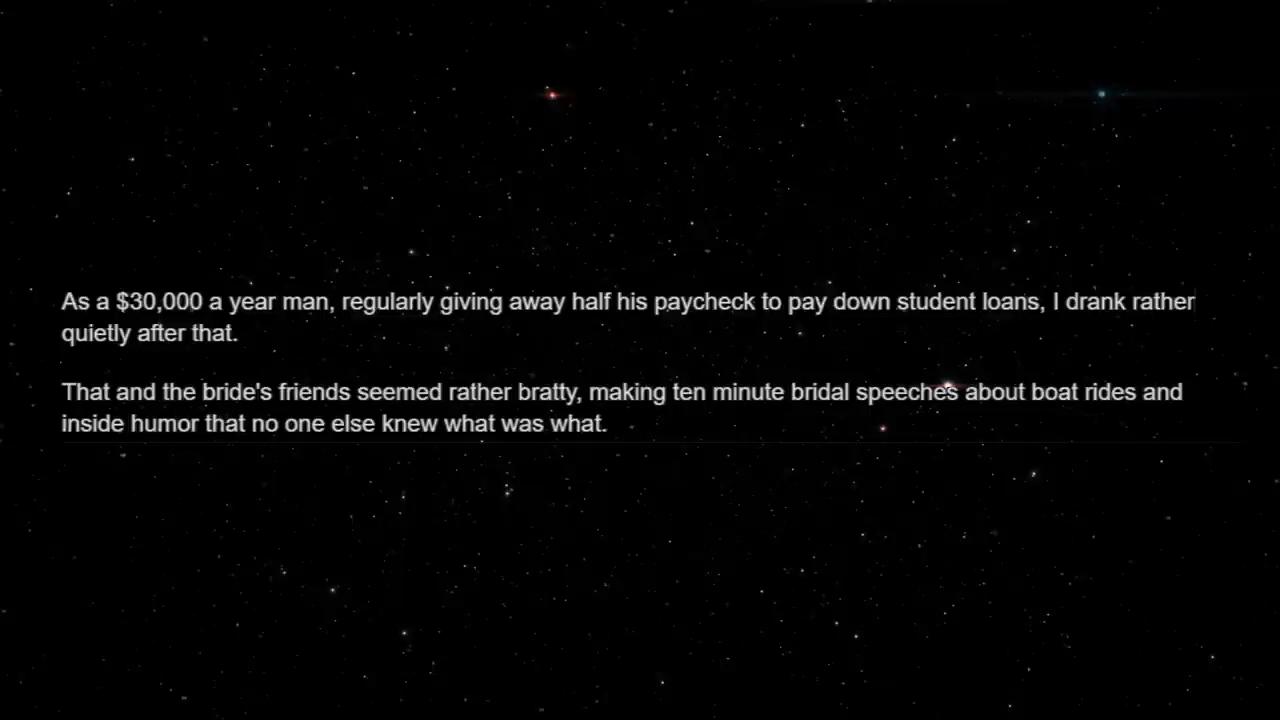 As a $30,000 a year man, regularly giving away half his paycheck to pay down student loans, I drank rather
quietly after that.
That and the bride's friends seemed rather bratty, making ten minute bridal speeches about boat rides and
inside humor that no one else knew what was what.